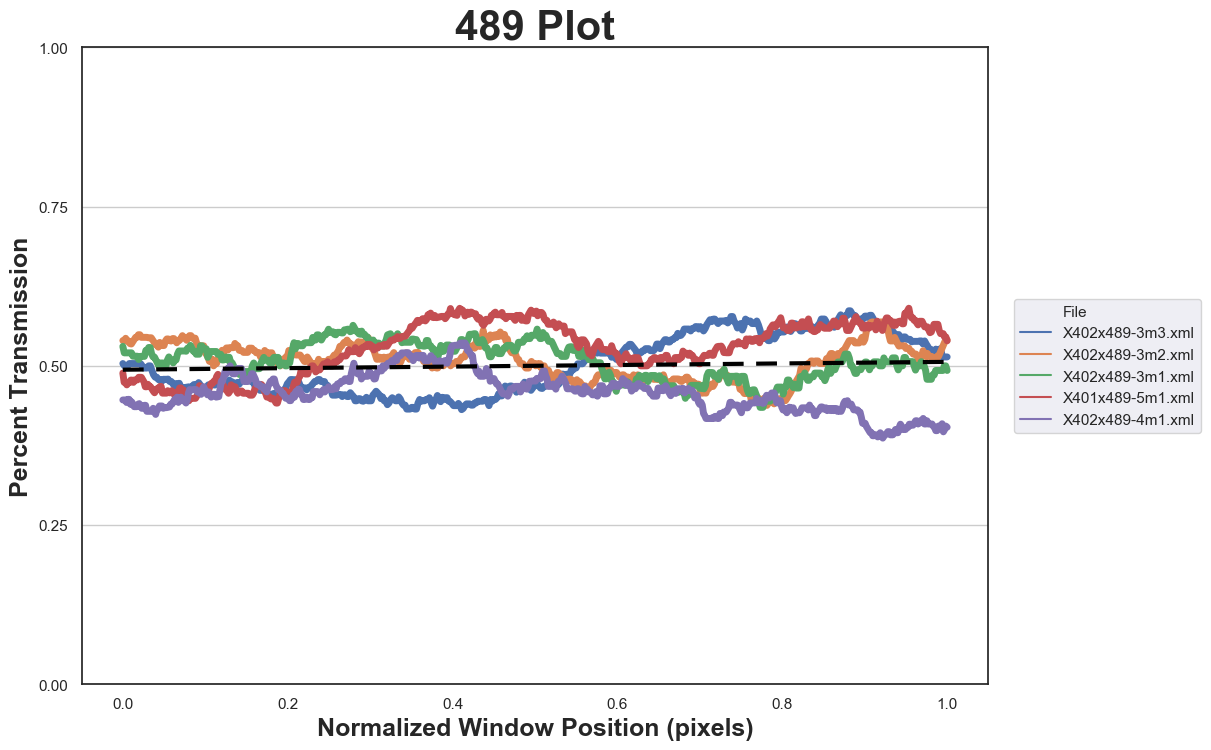 489 Plot
Percent Transmission
1.00
0.75
0.50
0.25
0.00
0.0 0.2 0.4 0.6 0.8 1.0
Normalized Window Position (pixels)
File
X402x489-3m3.xml
X402x489-3m2.xml
X402x489-3m1.xml
X401x489-5m1.xml
X402x489-4m1.xml